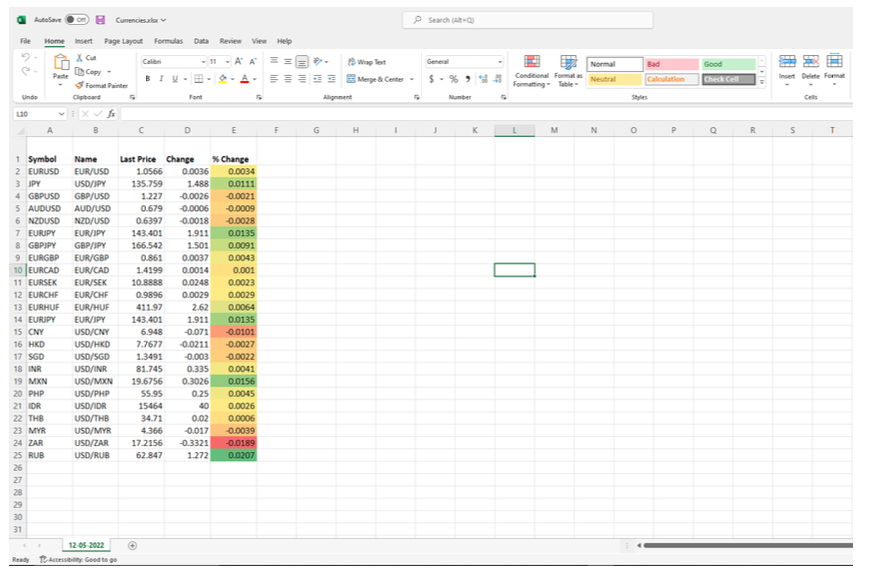 AutoSave Off Currencies.xlsx Search (Alt+Q)
File Home Insert Page Layout Formulas Data Review View Help
Cut
Copy
Format Painter
Paste
Calibri 11 A A
B I U A
Wrap Text
Merge & Center
General
$ % 9
Conditional Formatting
Format as Table
Normal Bad Good
Neutral Calculation Check Cell
Insert Delete Format
Undo Clipboard Font Alignment Number Styles Cells
L10 fx
A B C D E F G H I J K L M N O P Q R S T
1 Symbol Name Last Price Change % Change
2 EURUSD EUR/USD 1.0566 0.0036 0.0034
3 JPY USD/JPY 135.759 1.488 0.0111
4 GBPUSD GBP/USD 1.227 -0.0026 -0.0021
5 AUDUSD AUD/USD 0.679 -0.0006 -0.0009
6 NZDUSD NZD/USD 0.6397 -0.0018 -0.0028
7 EURJPY EUR/JPY 143.401 1.911 0.0135
8 GBPJPY GBP/JPY 166.542 1.501 0.0091
9 EURGBP EUR/GBP 0.861 0.0037 0.0043
10 EURCAD EUR/CAD 1.4199 0.0014 0.001
11 EURSEK EUR/SEK 10.8888 0.0248 0.0023
12 EURCHF EUR/CHF 0.9896 0.0029 0.0029
13 EURHUF EUR/HUF 411.97 2.62 0.0064
14 EURJPY EUR/JPY 143.401 1.911 0.0135
15 CNY USD/CNY 6.948 -0.071 -0.0101
16 HKD USD/HKD 7.7677 -0.0211 -0.0027
17 SGD USD/SGD 1.3491 -0.003 -0.0022
18 INR USD/INR 81.745 0.335 0.0041
19 MXN USD/MXN 19.6756 0.3026 0.0156
20 PHP USD/PHP 55.95 0.25 0.0045
21 IDR USD/IDR 15464 40 0.0026
22 THB USD/THB 34.71 0.02 0.0006
23 MYR USD/MYR 4.366 -0.017 -0.0039
24 ZAR USD/ZAR 17.2156 -0.3321 -0.0189
25 RUB USD/RUB 62.847 1.272 0.0207
26
27
28
29
30
31
12-05-2022
Ready Accessibility: Good to go